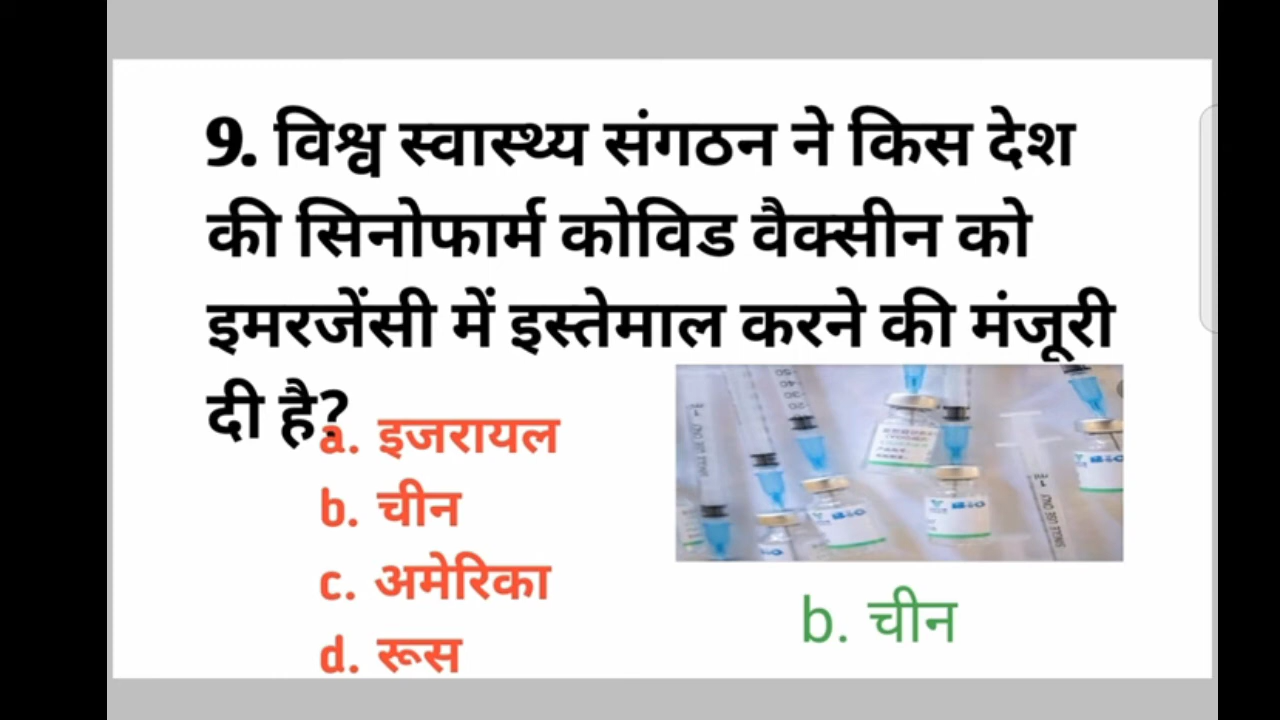 9. विश्व स्वास्थ्य संगठन ने किस देश
की सिनोफार्म कोविड वैक्सीन को
इमरजेंसी में इस्तेमाल करने की मंजूरी
दी है?
a. इजरायल
b. चीन
c. अमेरिका
d. रूस
b. चीन